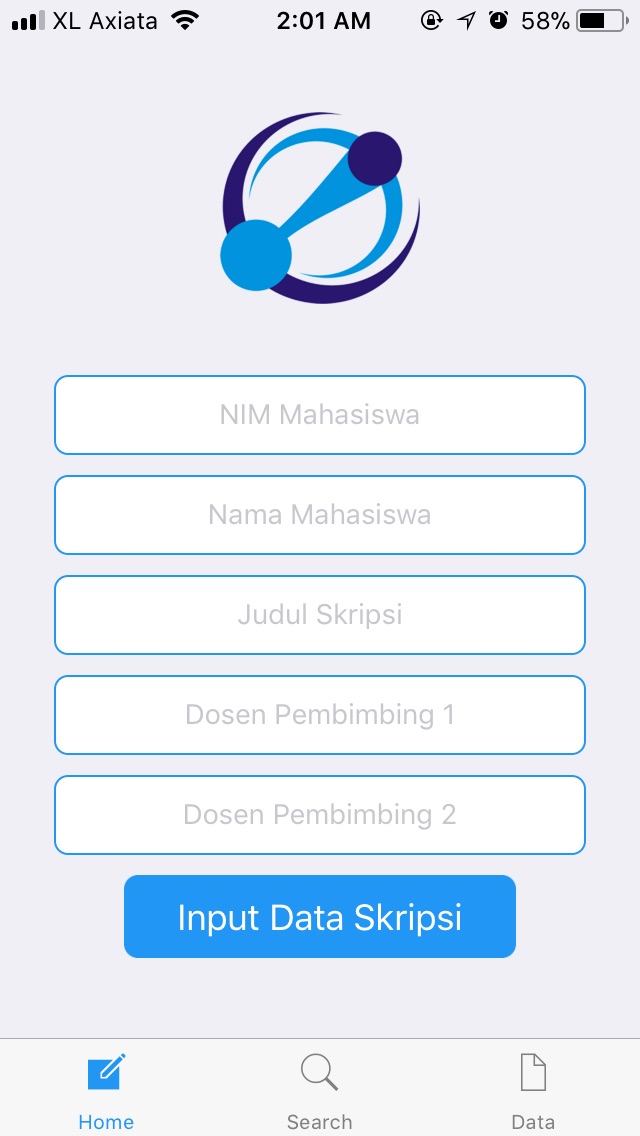 XL Axiata 2:01 AM 58%
NIM Mahasiswa
Nama Mahasiswa
Judul Skripsi
Dosen Pembimbing 1
Dosen Pembimbing 2
Input Data Skripsi
Home Search Data